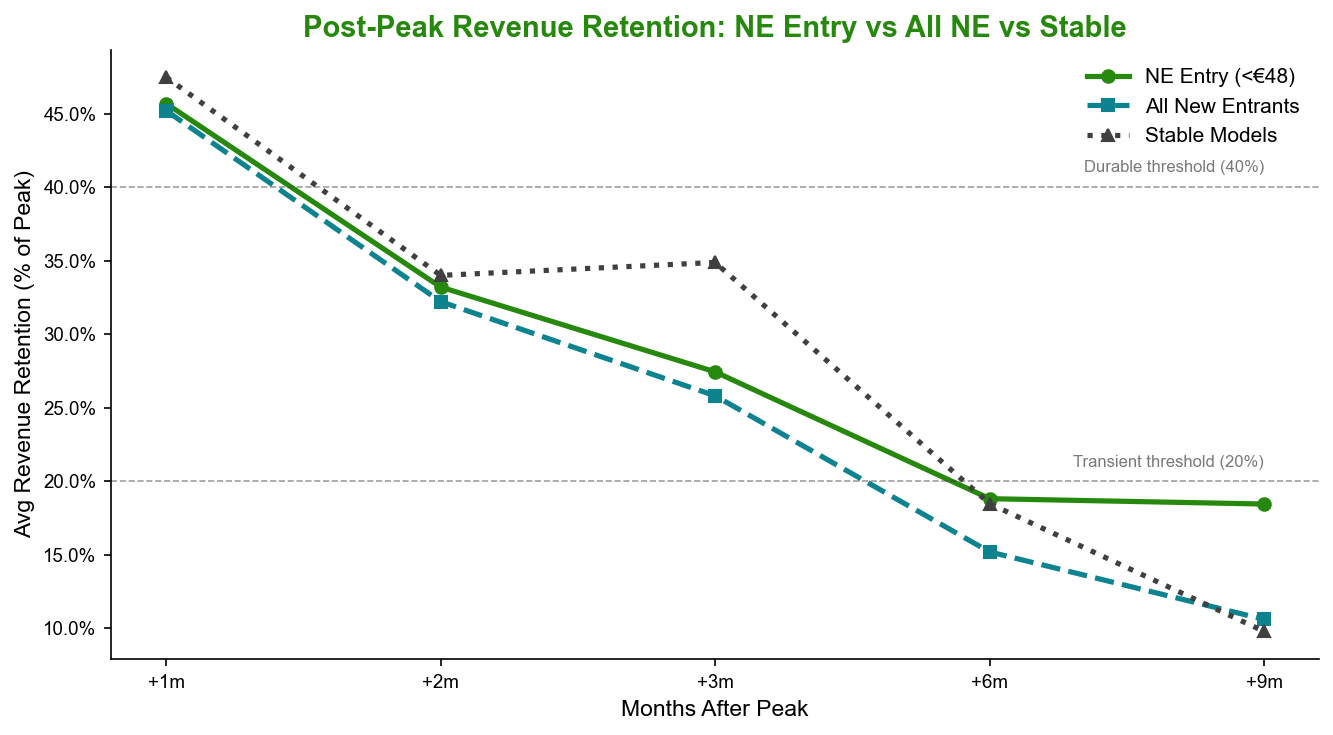 Post-Peak Revenue Retention: NE Entry vs All NE vs Stable
NE Entry (<€48)
All New Entrants
Stable Models
Durable threshold (40%)
Transient threshold (20%)
Avg Revenue Retention (% of Peak)
45.0%
40.0%
35.0%
30.0%
25.0%
20.0%
15.0%
10.0%
+1m
+2m
+3m
+6m
+9m
Months After Peak